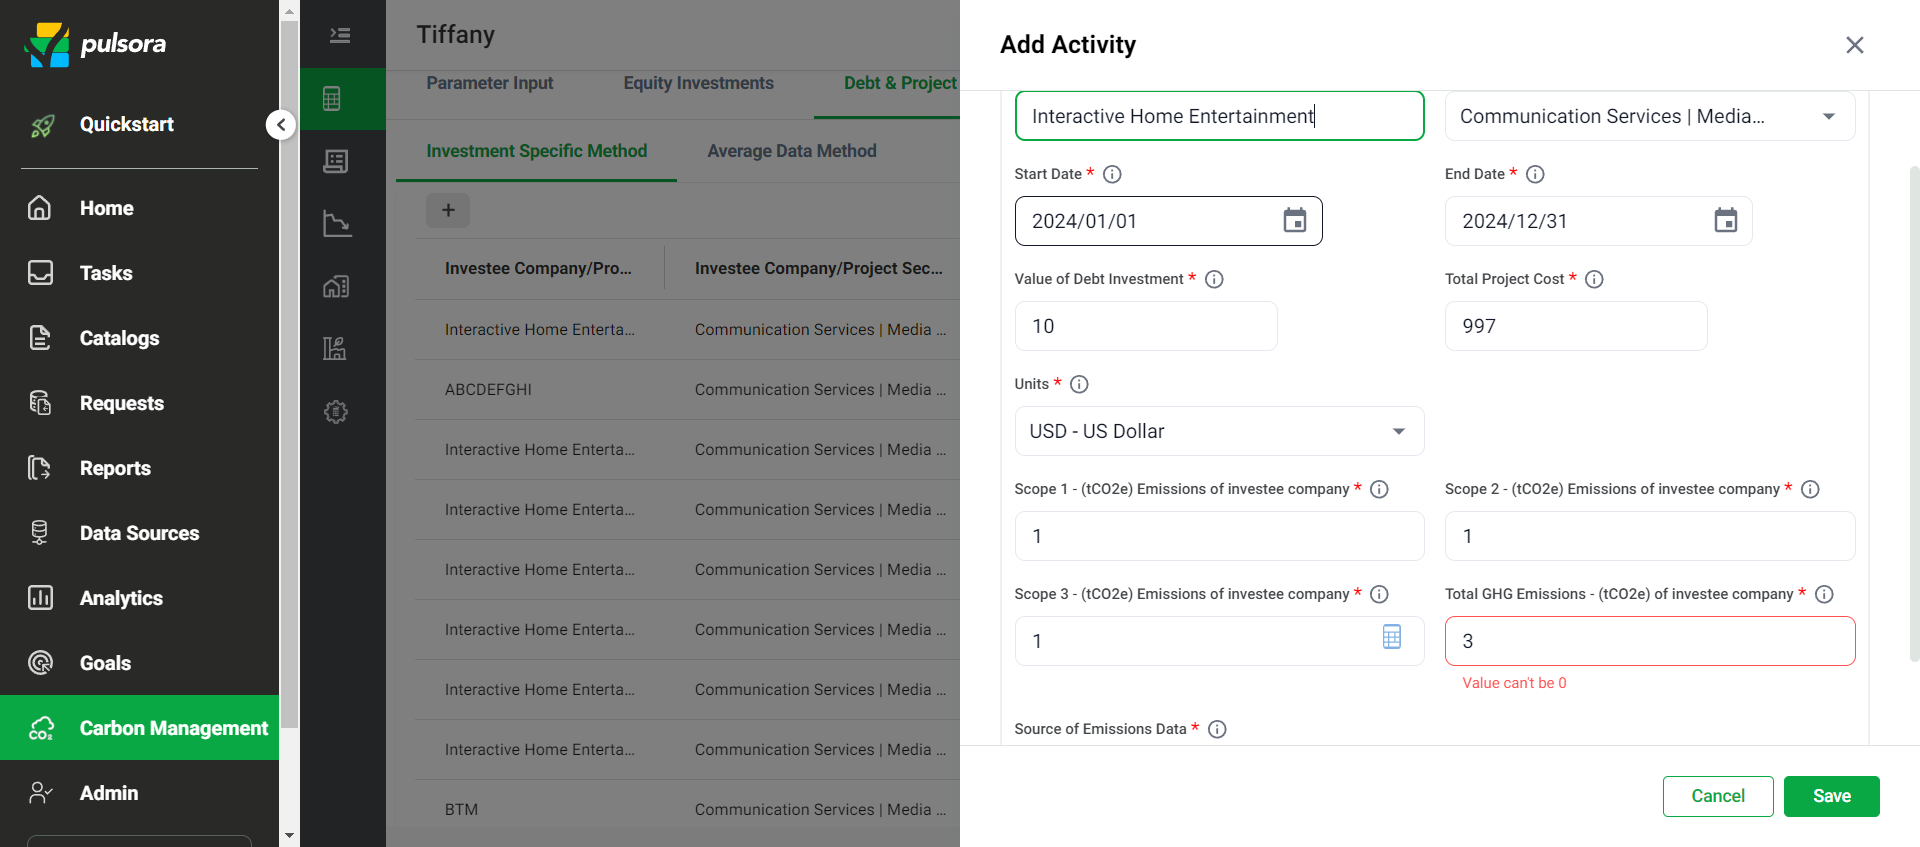 pulsora
Quickstart
Home
Tasks
Catalogs
Requests
Reports
Data Sources
Analytics
Goals
CO₂
Carbon Management
Admin
Tiffany
Parameter Input
Equity Investments
Debt & Project
Investment Specific Method
Average Data Method
+
Investee Company/Pro...
Investee Company/Project Sec...
Interactive Home Enterta...
Communication Services | Media ...
ABCDEFGHI
Communication Services | Media ...
Interactive Home Enterta...
Communication Services | Media ...
Interactive Home Enterta...
Communication Services | Media ...
Interactive Home Enterta...
Communication Services | Media ...
Interactive Home Enterta...
Communication Services | Media ...
Interactive Home Enterta...
Communication Services | Media ...
Interactive Home Enterta...
Communication Services | Media ...
BTM
Communication Services | Media ...
Add Activity
Interactive Home Entertainment
Communication Services | Media...
Start Date *
End Date *
2024/01/01
2024/12/31
Value of Debt Investment *
Total Project Cost *
10
997
Units *
USD - US Dollar
Scope 1 - (tCO2e) Emissions of investee company *
Scope 2 - (tCO2e) Emissions of investee company *
1
1
Scope 3 - (tCO2e) Emissions of investee company *
Total GHG Emissions - (tCO2e) of investee company *
1
3
Value can't be 0
Source of Emissions Data *
Cancel
Save